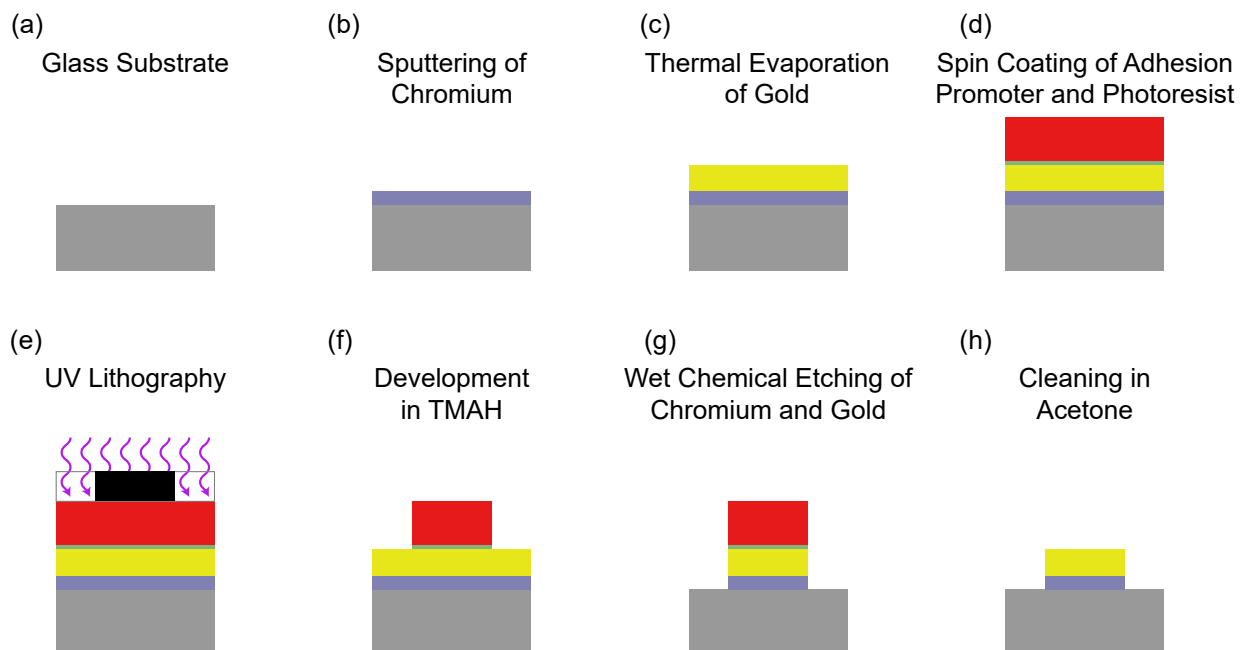 (a)
Glass Substrate
(b)
Sputtering of
Chromium
(c)
Thermal Evaporation
of Gold
(d)
Spin Coating of Adhesion
Promoter and Photoresist
(e)
UV Lithography
(f)
Development
in TMAH
(g)
Wet Chemical Etching of
Chromium and Gold
(h)
Cleaning in
Acetone